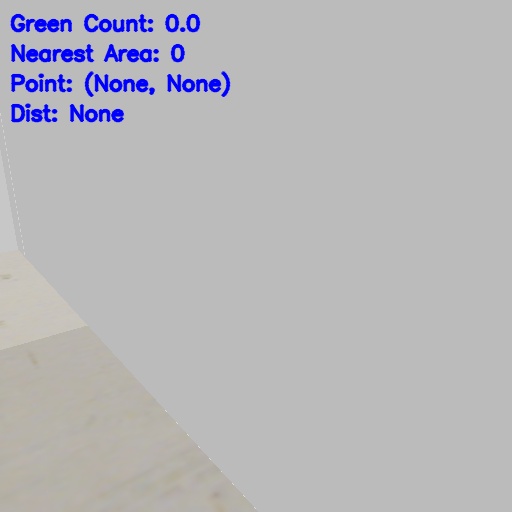 Green Count: 0.0
Nearest Area: 0
Point: (None, None)
Dist: None